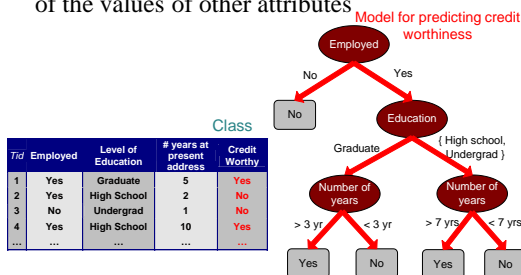 of the values of other attributes
Model for predicting credit
worthiness
Employed
No
Yes
No
Education
Graduate
{ High school,
Undergrad }
Number of
years
Number of
years
> 3 yr
< 3 yr
> 7 yrs
< 7 yrs
Yes
No
Yes
No
Class
Tid Employed Level of Education # years at present address Credit Worthy
1 Yes Graduate 5 Yes
2 Yes High School 2 No
3 No Undergrad 1 No
4 Yes High School 10 Yes
… … … … …